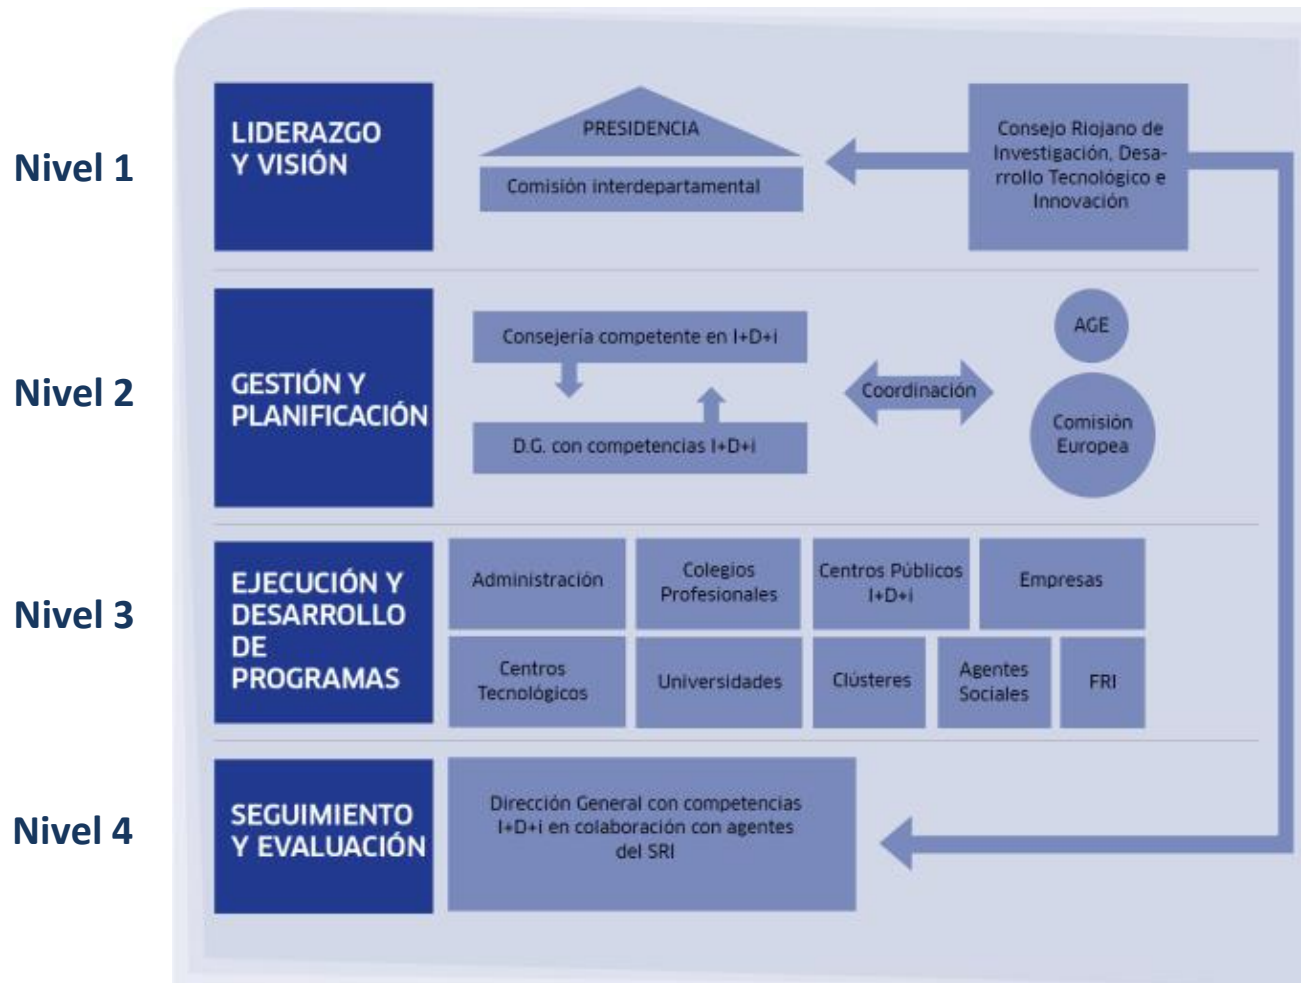 Nivel 1
LIDERAZGO
Y VISIÓN
PRESIDENCIA
Comisión interdepartamental
Consejo Riojano de
Investigación, Desa-
rrollo Tecnológico e
Innovación
Nivel 2
GESTIÓN Y
PLANIFICACIÓN
Consejería competente en I+D+i
D.G. con competencias I+D+i
Coordinación
AGE
Comisión
Europea
Nivel 3
EJECUCIÓN Y
DESARROLLO
DE
PROGRAMAS
Administración
Colegios
Profesionales
Centros Públicos
I+D+i
Empresas
Centros
Tecnológicos
Universidades
Clústeres
Agentes
Sociales
FRI
Nivel 4
SEGUIMIENTO
Y EVALUACIÓN
Dirección General con competencias
I+D+i en colaboración con agentes
del SRI